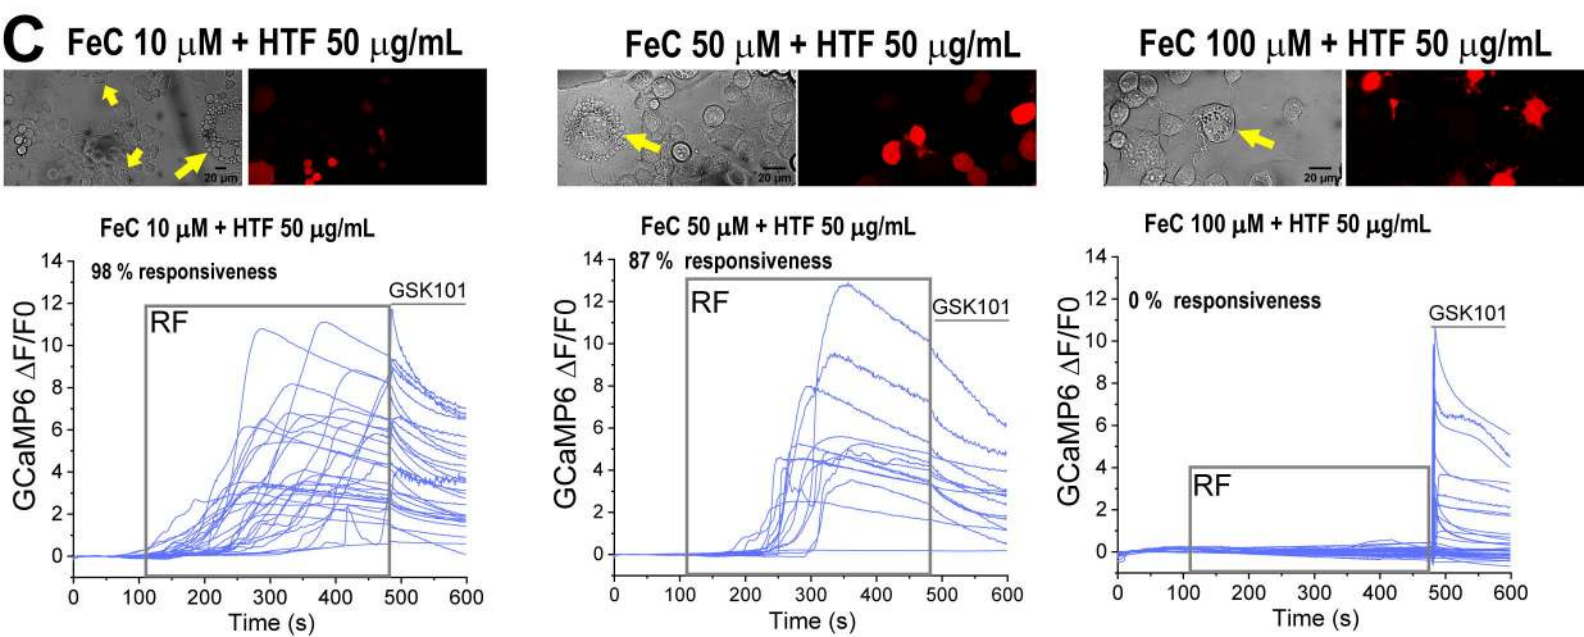 C
FeC 10 μM + HTF 50 μg/mL
FeC 50 μM + HTF 50 μg/mL
FeC 100 μM + HTF 50 μg/mL
20 μm
20 μm
20 μm
FeC 10 μM + HTF 50 μg/mL
98 % responsiveness
GSK101
RF
GCaMP6 ΔF/F0
14
12
10
8
6
4
2
0
0 100 200 300 400 500 600
Time (s)
FeC 50 μM + HTF 50 μg/mL
87 % responsiveness
GSK101
RF
GCaMP6 ΔF/F0
14
12
10
8
6
4
2
0
0 100 200 300 400 500 600
Time (s)
FeC 100 μM + HTF 50 μg/mL
0 % responsiveness
GSK101
RF
GCaMP6 ΔF/F0
14
12
10
8
6
4
2
0
0 100 200 300 400 500 600
Time (s)